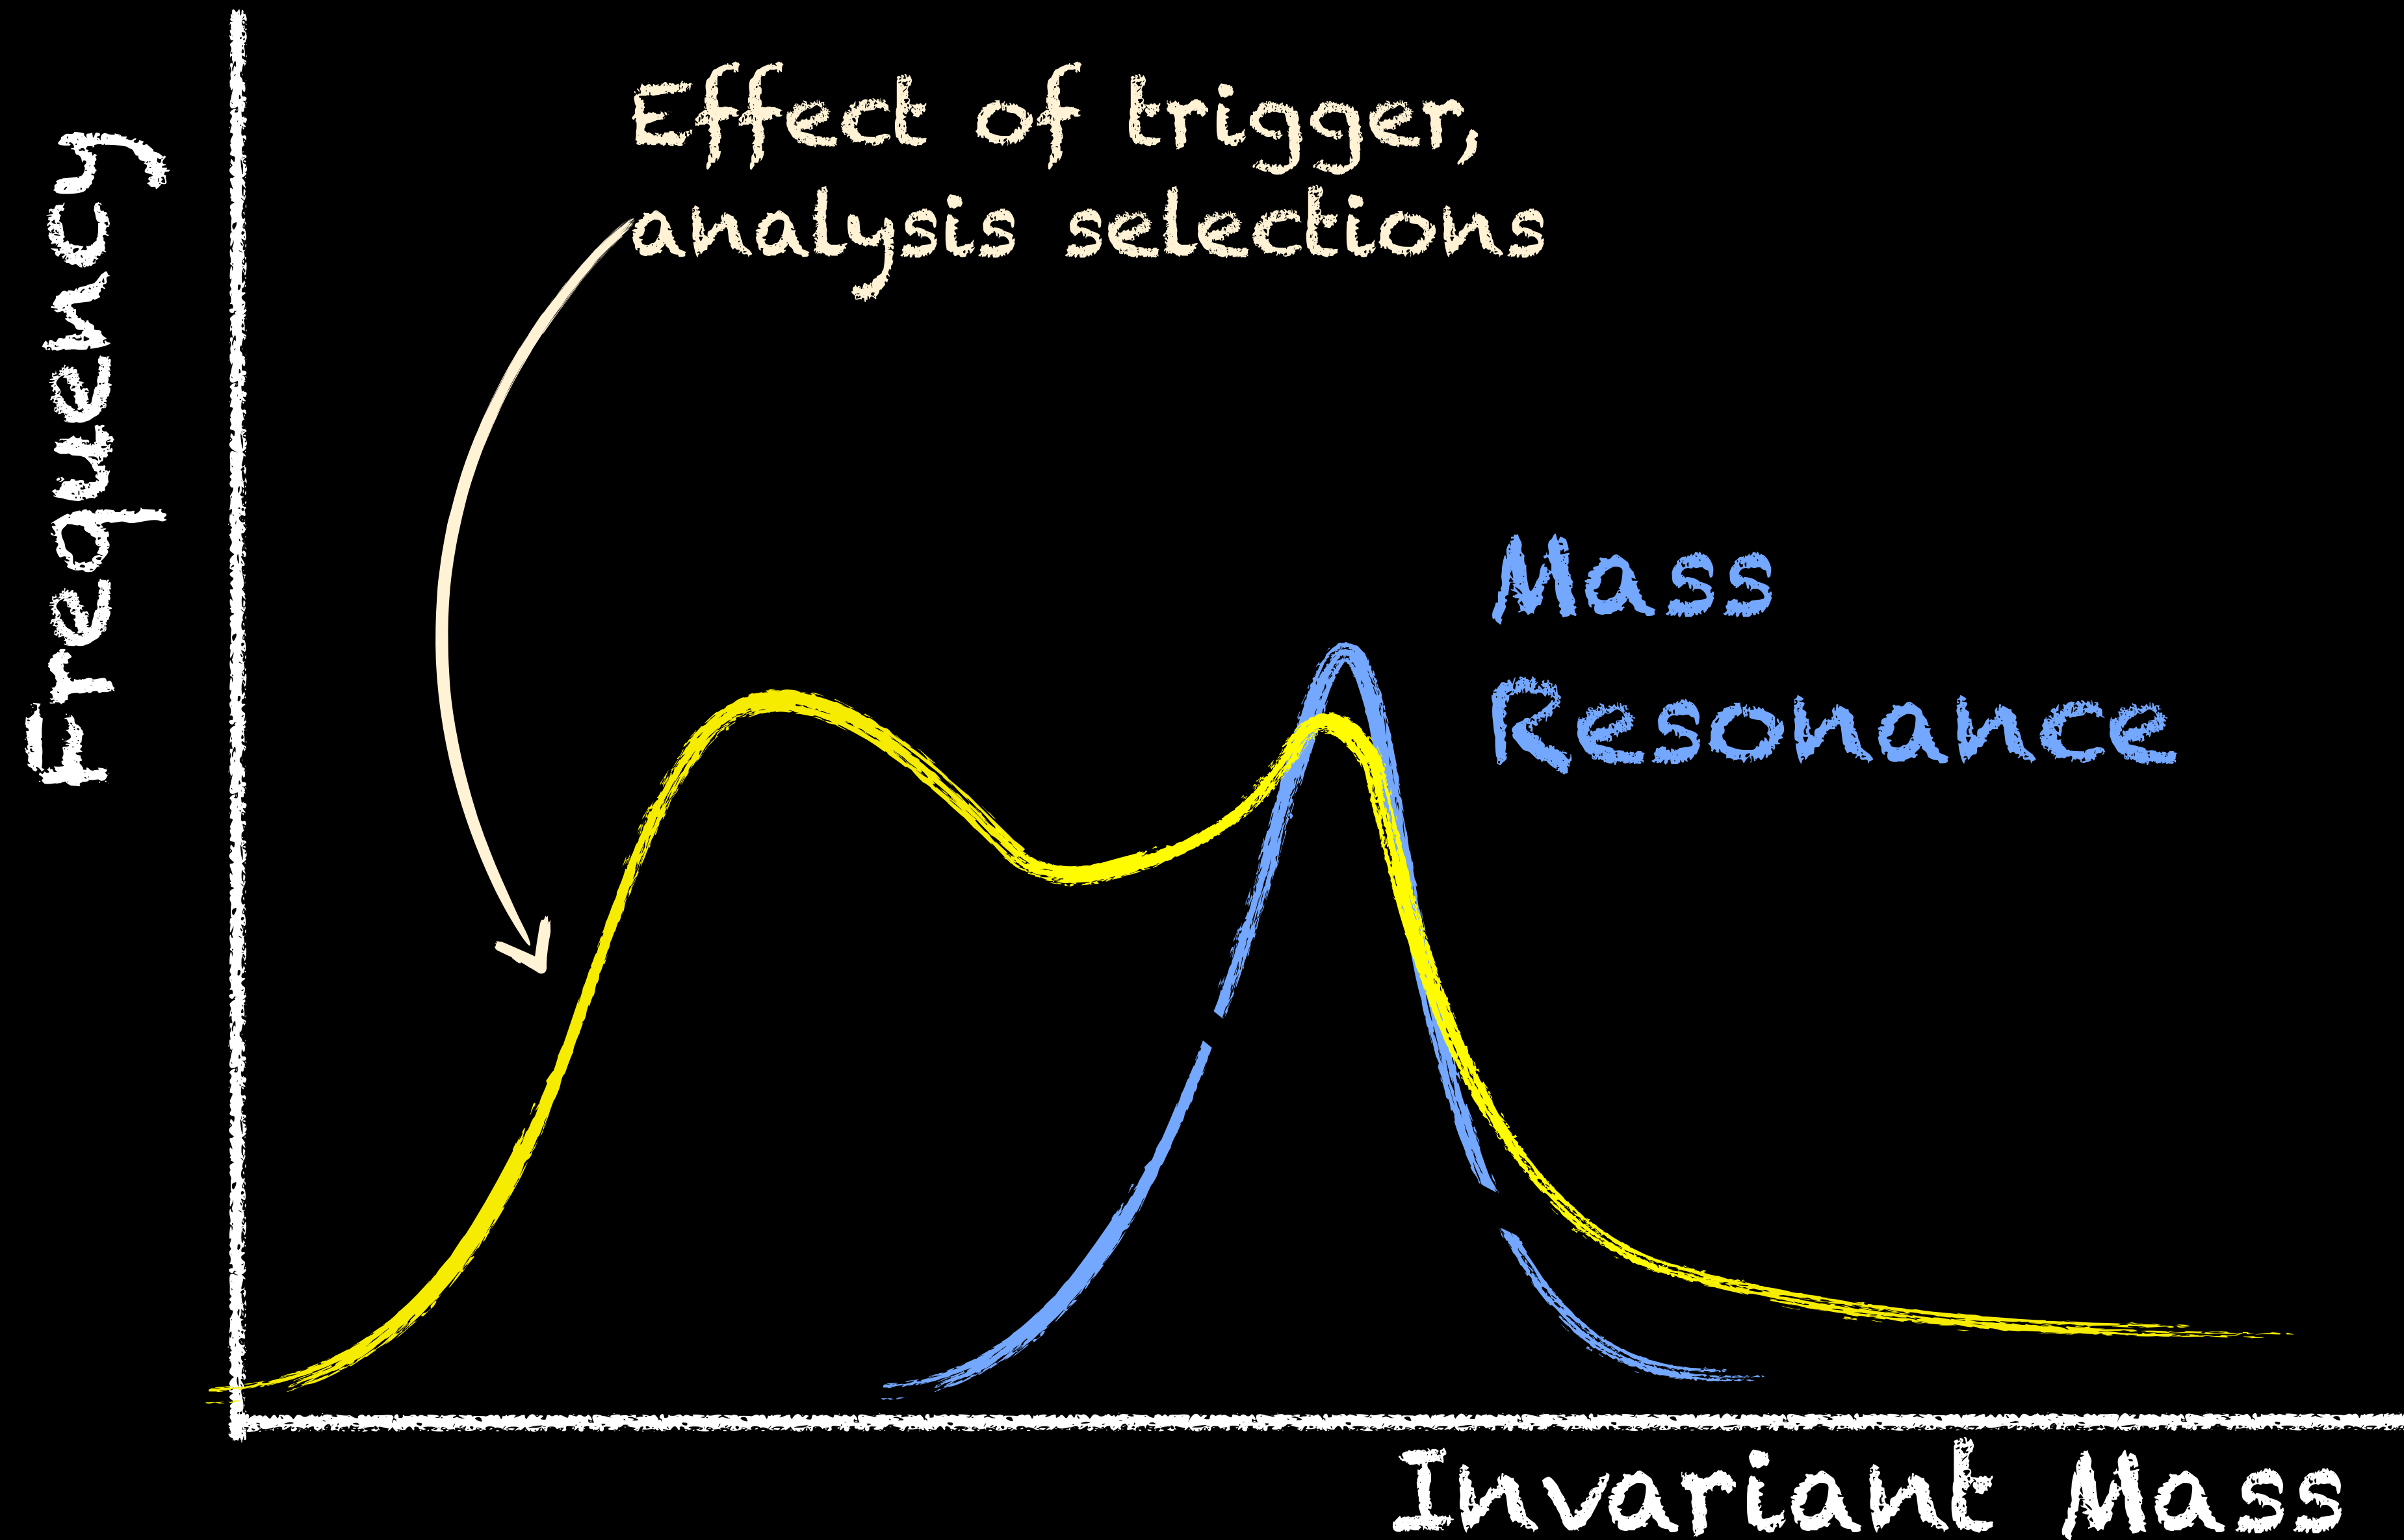 Effect of trigger,
analysis selections
Frequency
Mass
Resonance
Invariant Mass